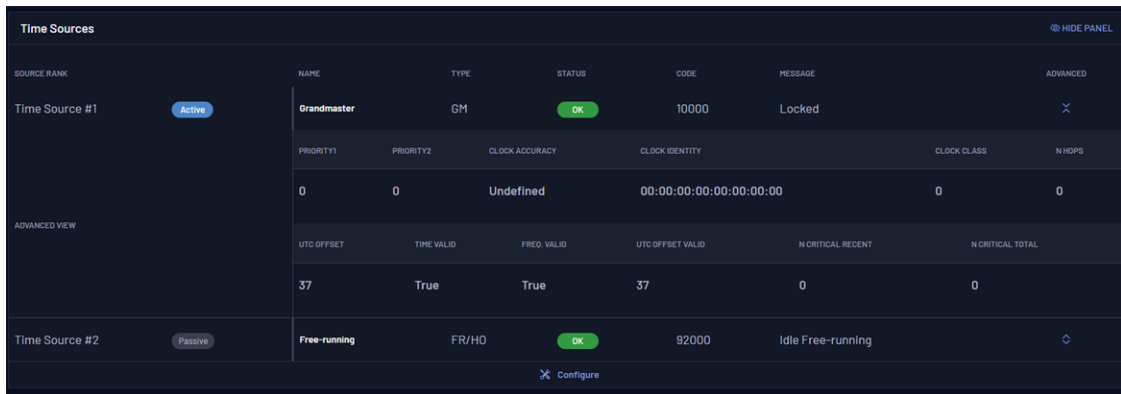 Time Sources HIDE PANEL
SOURCE RANK NAME TYPE STATUS CODE MESSAGE ADVANCED
Time Source #1 Active Grandmaster GM OK 10000 Locked
PRIORITY1 PRIORITY2 CLOCK ACCURACY CLOCK IDENTITY CLOCK CLASS N HOPS
0 0 Undefined 00:00:00:00:00:00:00:00 0 0
ADVANCED VIEW
UTC OFFSET TIME VALID FREQ. VALID UTC OFFSET VALID N CRITICAL RECENT N CRITICAL TOTAL
37 True True 37 0 0
Time Source #2 Passive Free-running FR/HO OK 92000 Idle Free-running
Configure